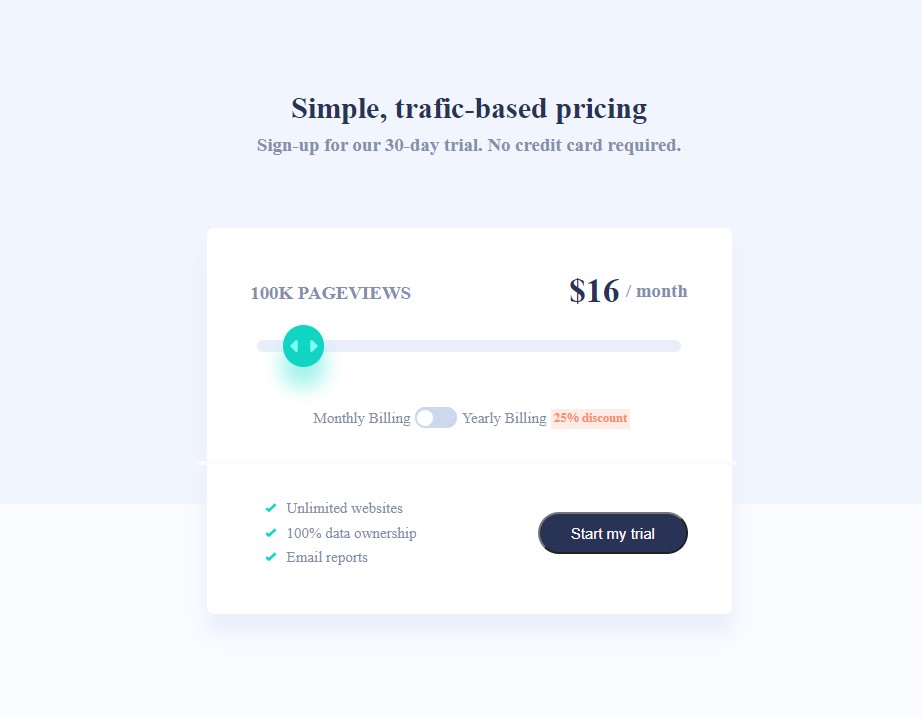 Simple, trafic-based pricing
Sign-up for our 30-day trial. No credit card required.
100K PAGEVIEWS $16 / month
Monthly Billing Yearly Billing 25% discount
Unlimited websites
100% data ownership Start my trial
Email reports